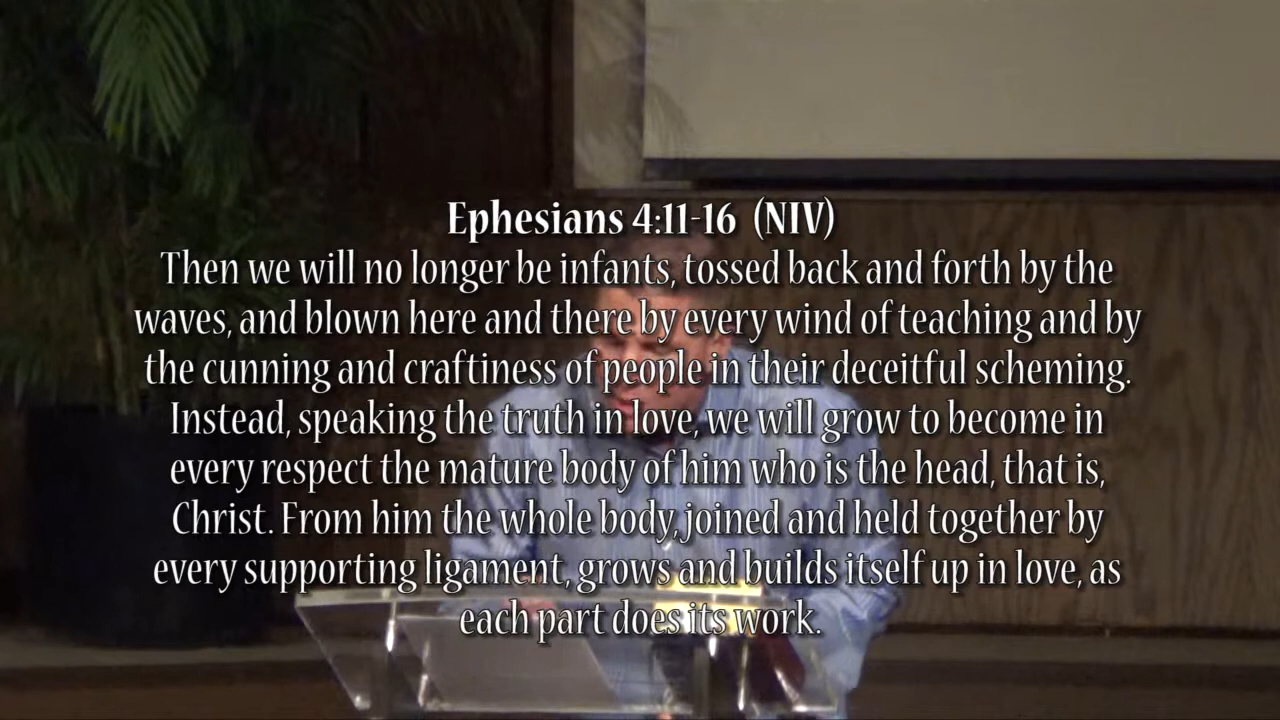 Ephesians 4:11-16 (NIV)
Then we will no longer be infants, tossed back and forth by the
waves, and blown here and there by every wind of teaching and by
the cunning and craftiness of people in their deceitful scheming.
Instead, speaking the truth in love, we will grow to become in
every respect the mature body of him who is the head, that is,
Christ. From him the whole body, joined and held together by
every supporting ligament, grows and builds itself up in love, as
each part does its work.